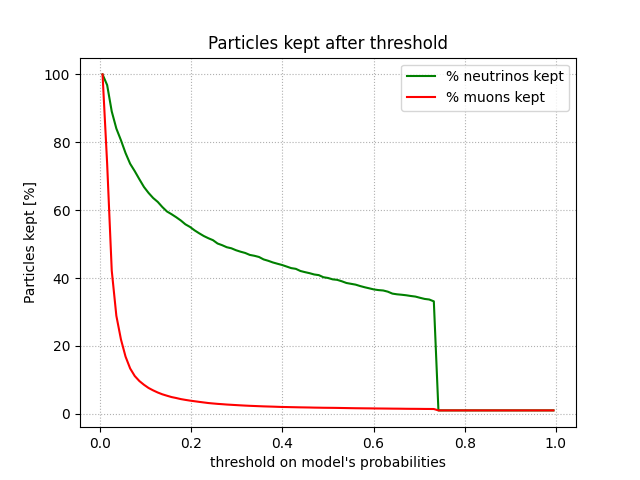 Particles kept after threshold
% neutrinos kept
% muons kept
Particles kept [%]
100
80
60
40
20
0
0.0 0.2 0.4 0.6 0.8 1.0
threshold on model's probabilities